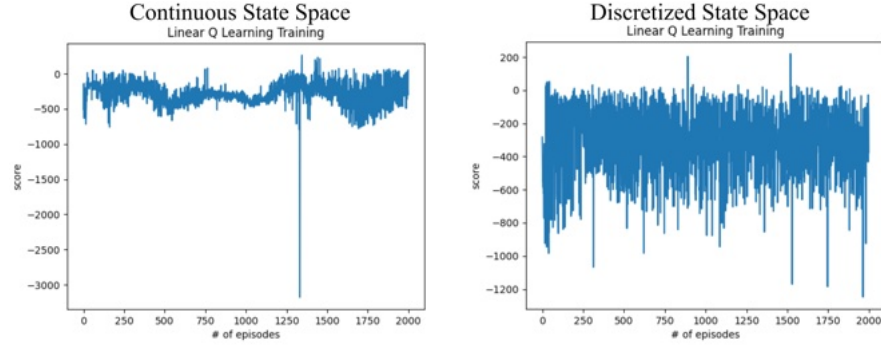 Continuous State Space
Linear Q Learning Training
0
−500
−1000
−1500
−2000
−2500
−3000
score
0 250 500 750 1000 1250 1500 1750 2000
# of episodes
Discretized State Space
Linear Q Learning Training
200
0
−200
−400
−600
−800
−1000
−1200
score
0 250 500 750 1000 1250 1500 1750 2000
# of episodes